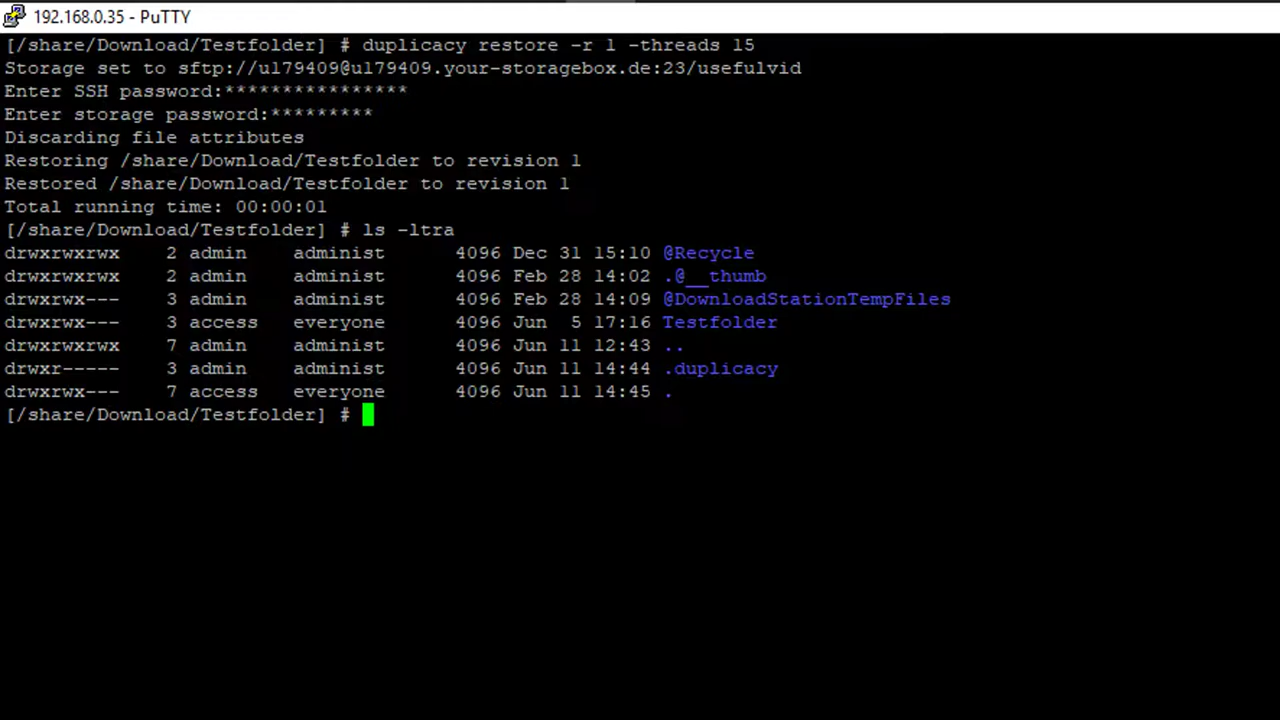 192.168.0.35 - PuTTY
[/share/Download/Testfolder] # duplicacy restore -r 1 -threads 15
Storage set to sftp://u179409@u179409.your-storagebox.de:23/usefulvid
Enter SSH password:****************
Enter storage password:*********
Discarding file attributes
Restoring /share/Download/Testfolder to revision 1
Restored /share/Download/Testfolder to revision 1
Total running time: 00:00:01
[/share/Download/Testfolder] # ls -ltra
drwxrwxrwx    2 admin    administ      4096 Dec 31 15:10 @Recycle
drwxrwxrwx    2 admin    administ      4096 Feb 28 14:02 .@__thumb
drwxrwx---    3 admin    administ      4096 Feb 28 14:09 @DownloadStationTempFiles
drwxrwx---    3 access   everyone      4096 Jun  5 17:16 Testfolder
drwxrwxrwx    7 admin    administ      4096 Jun 11 12:43 ..
drwxr-----    3 admin    administ      4096 Jun 11 14:44 .duplicacy
drwxrwx---    7 access   everyone      4096 Jun 11 14:45 .
[/share/Download/Testfolder] #